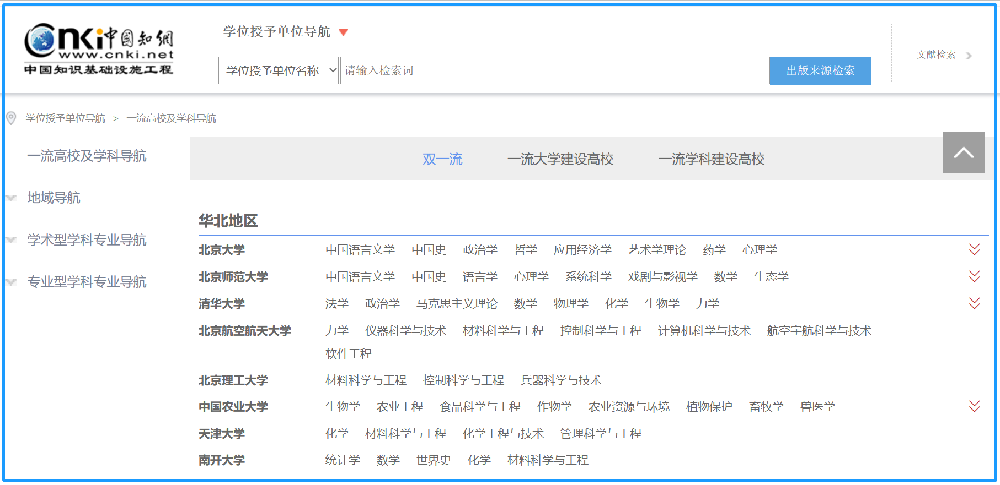 cnki中国知網
www.cnki.net
中国知识基础设施工程
学位授予单位导航
学位授予单位名称 请输入检索词 出版来源检索
文献检索
学位授予单位导航 > 一流高校及学科导航
一流高校及学科导航
地域导航
学术型学科专业导航
专业型学科专业导航
双一流 一流大学建设高校 一流学科建设高校
华北地区
北京大学 中国语言文学 中国史 政治学 哲学 应用经济学 艺术学理论 药学 心理学
北京师范大学 中国语言文学 中国史 语言学 心理学 系统科学 戏剧与影视学 数学 生态学
清华大学 法学 政治学 马克思主义理论 数学 物理学 化学 生物学 力学
北京航空航天大学 力学 仪器科学与技术 材料科学与工程 控制科学与工程 计算机科学与技术 航空宇航科学与技术
软件工程
北京理工大学 材料科学与工程 控制科学与工程 兵器科学与技术
中国农业大学 生物学 农业工程 食品科学与工程 作物学 农业资源与环境 植物保护 畜牧学 兽医学
天津大学 化学 材料科学与工程 化学工程与技术 管理科学与工程
南开大学 统计学 数学 世界史 化学 材料科学与工程